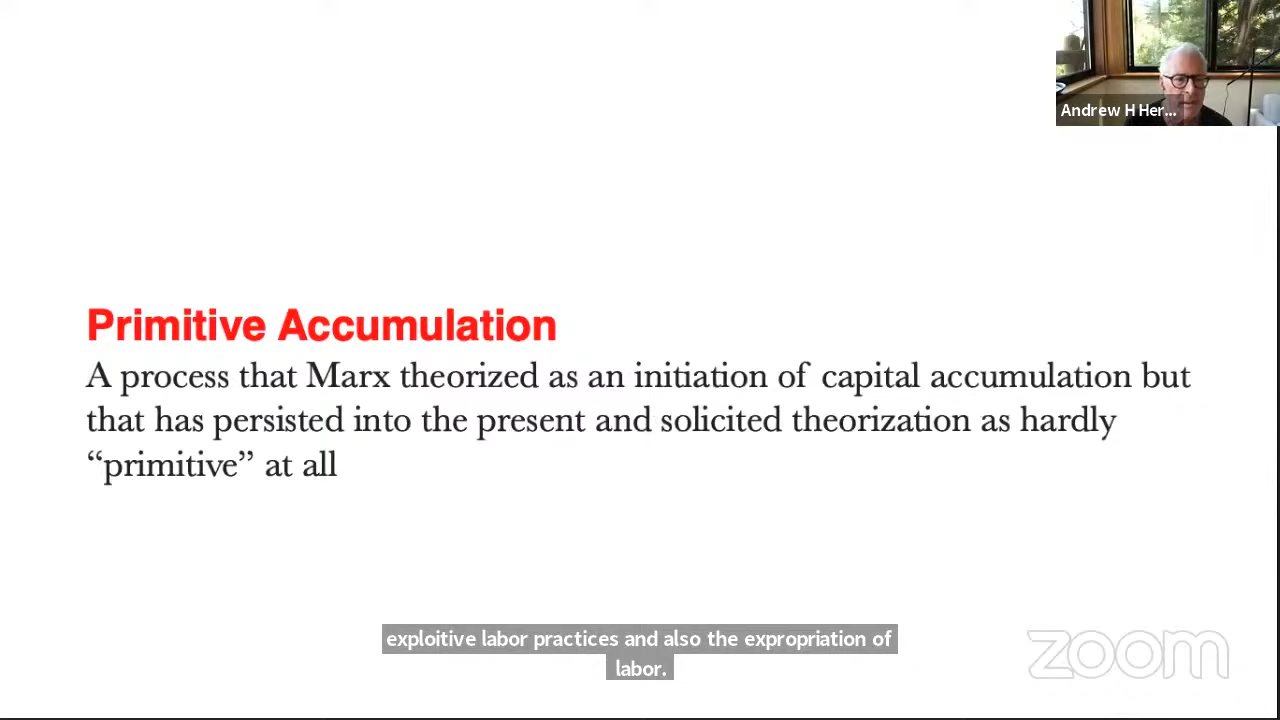 Andrew H Her...
Primitive Accumulation
A process that Marx theorized as an initiation of capital accumulation but
that has persisted into the present and solicited theorization as hardly
“primitive” at all
exploitive labor practices and also the expropriation of
labor.
zoom